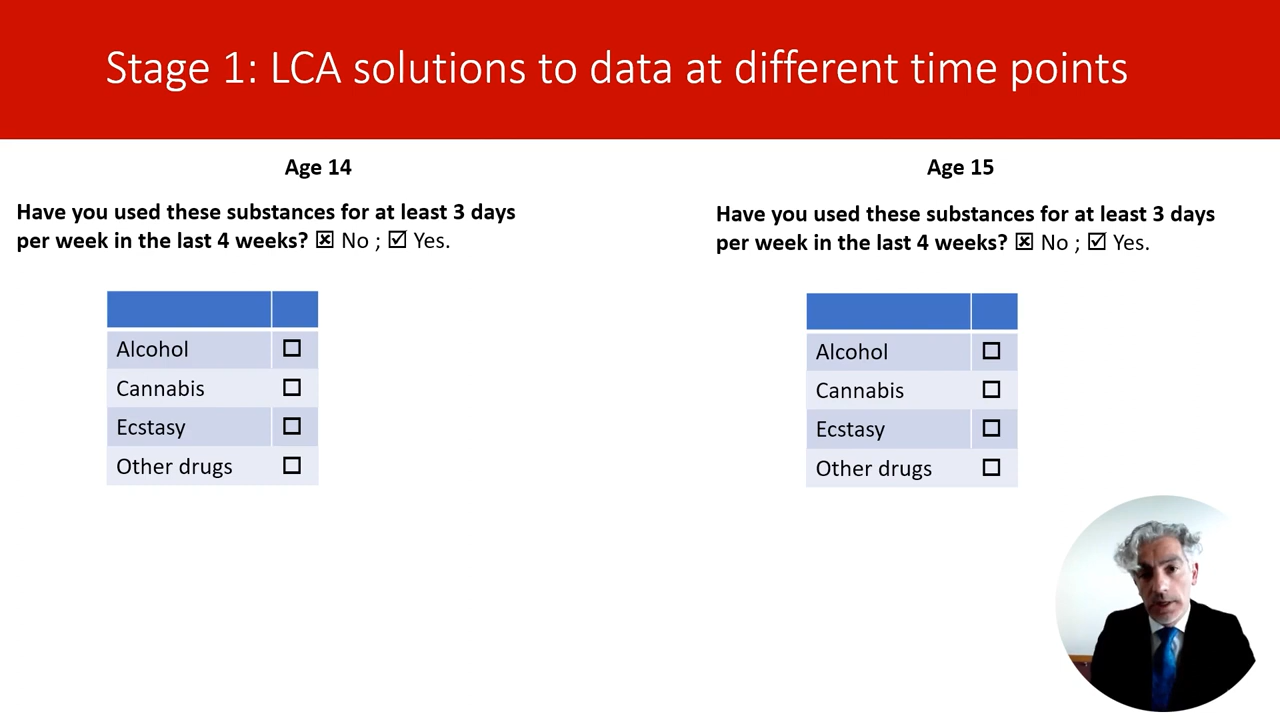 Stage 1: LCA solutions to data at different time points
Age 14
Have you used these substances for at least 3 days
per week in the last 4 weeks? ☒ No ; ☑ Yes.
Alcohol ☐
Cannabis ☐
Ecstasy ☐
Other drugs ☐
Age 15
Have you used these substances for at least 3 days
per week in the last 4 weeks? ☒ No ; ☑ Yes.
Alcohol ☐
Cannabis ☐
Ecstasy ☐
Other drugs ☐